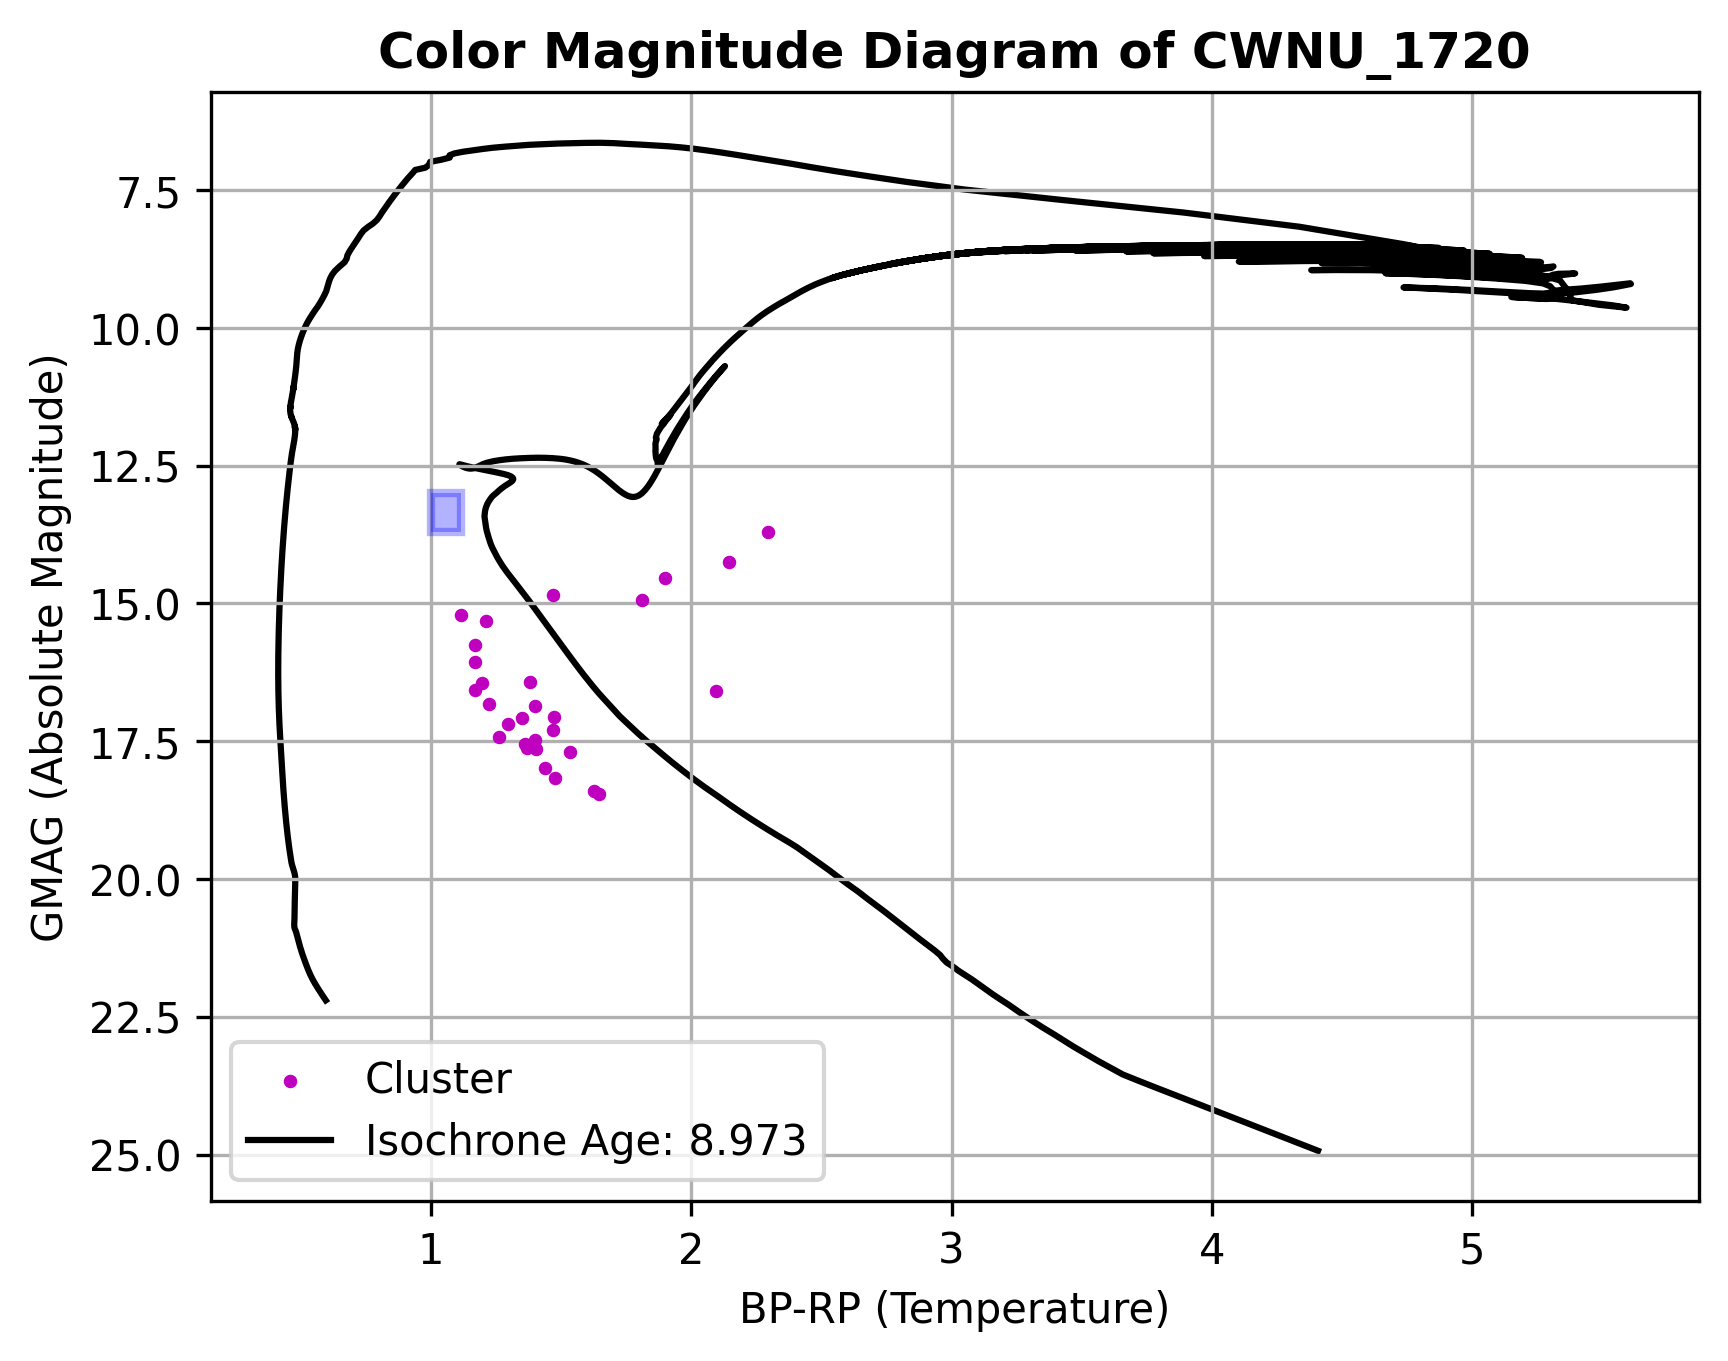 Color Magnitude Diagram of CWNU_1720
GMAG (Absolute Magnitude)
7.5
10.0
12.5
15.0
17.5
20.0
22.5
25.0
Cluster
Isochrone Age: 8.973
1
2
3
4
5
BP-RP (Temperature)